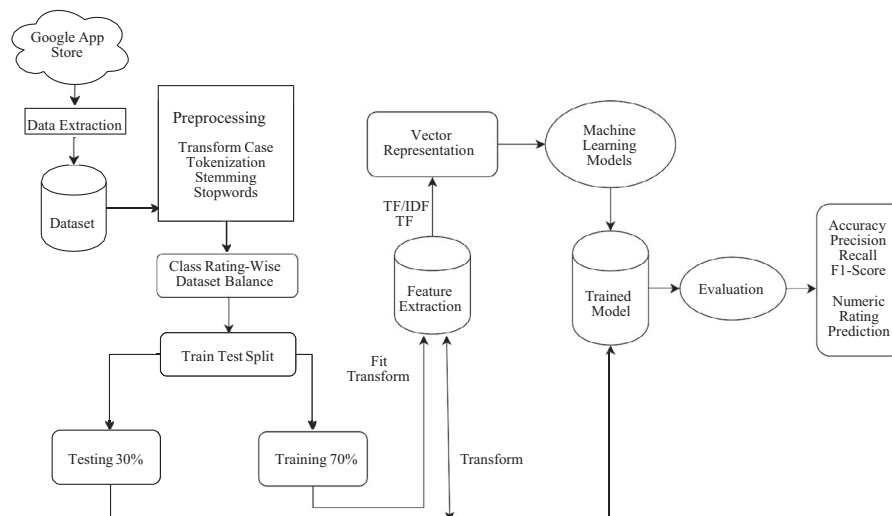 Google App
Store
Data Extraction
Dataset
Preprocessing
Transform Case
Tokenization
Stemming
Stopwords
Class Rating-Wise
Dataset Balance
Train Test Split
Testing 30%
Training 70%
Fit
Transform
Transform
Feature
Extraction
TF/IDF
TF
Vector
Representation
Machine
Learning
Models
Trained
Model
Evaluation
Accuracy
Precision
Recall
F1-Score
Numeric
Rating
Prediction